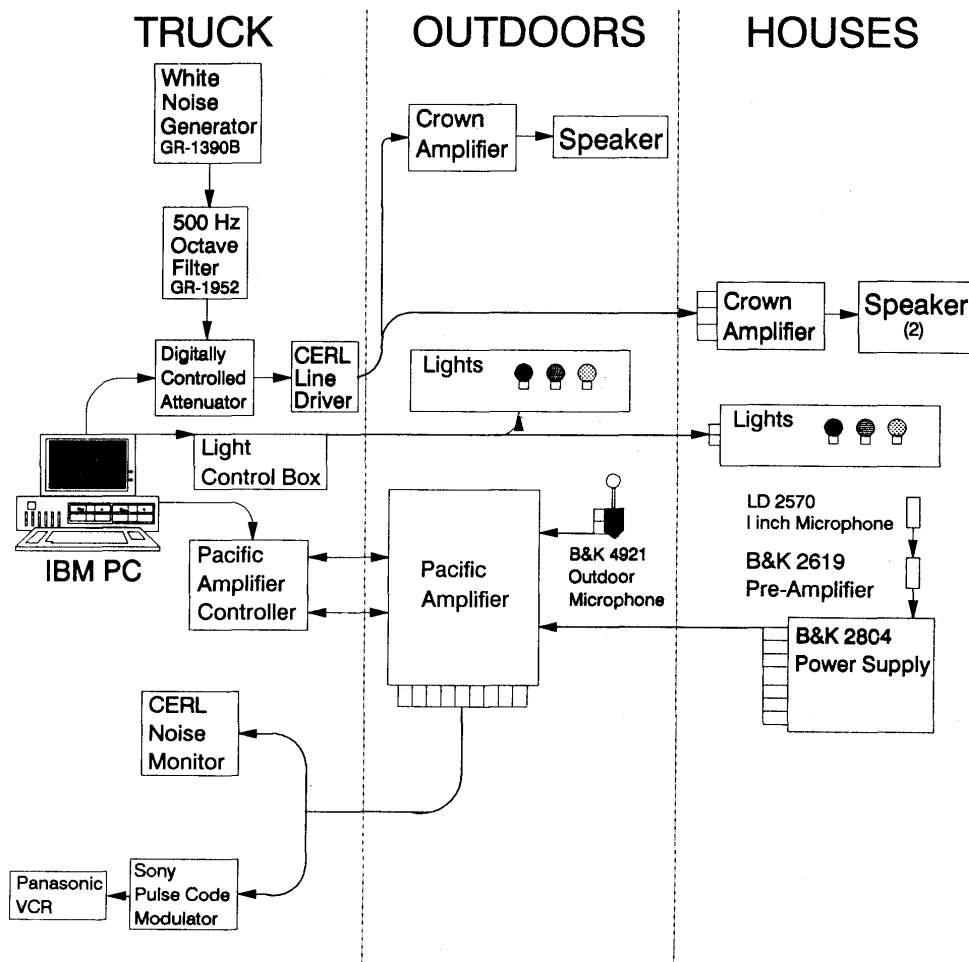 TRUCK
OUTDOORS
HOUSES
White
Noise
Generator
GR-1390B
Crown
Amplifier
Speaker
500 Hz
Octave
Filter
GR-1952
Crown
Amplifier
Speaker
(2)
Digitally
Controlled
Attenuator
CERL
Line
Driver
Lights
Lights
Light
Control Box
IBM PC
Pacific
Amplifier
Controller
Pacific
Amplifier
B&K 4921
Outdoor
Microphone
LD 2570
I inch Microphone
B&K 2619
Pre-Amplifier
B&K 2804
Power Supply
CERL
Noise
Monitor
Sony
Pulse Code
Modulator
Panasonic
VCR